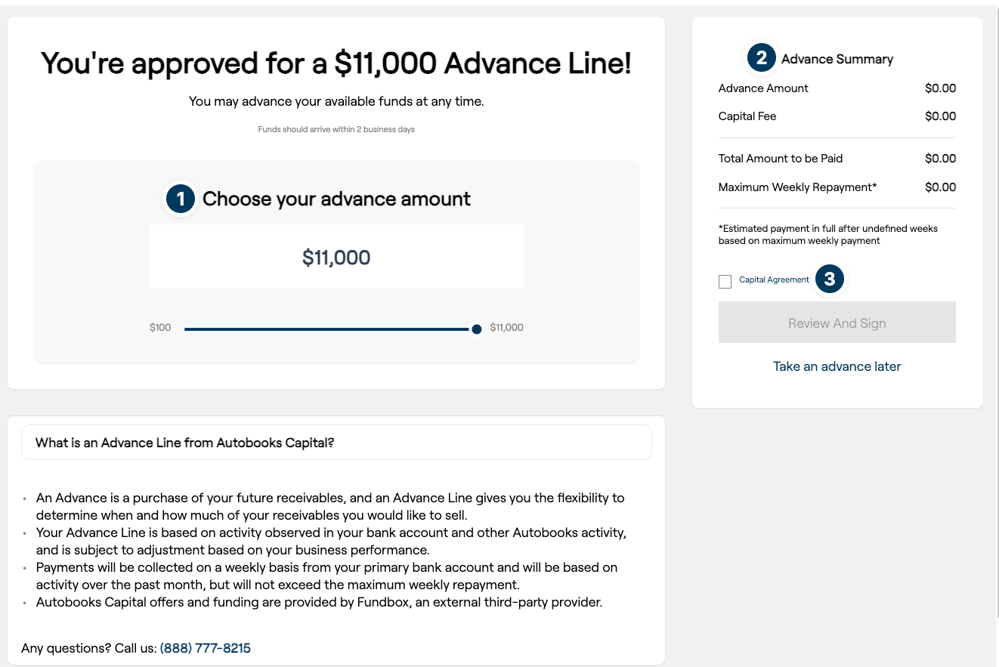 You're approved for a $11,000 Advance Line!
You may advance your available funds at any time.
Funds should arrive within 2 business days
1 Choose your advance amount
$11,000
$100 $11,000
2 Advance Summary
Advance Amount $0.00
Capital Fee $0.00
Total Amount to be Paid $0.00
Maximum Weekly Repayment* $0.00
*Estimated payment in full after undefined weeks
based on maximum weekly payment
Capital Agreement 3
Review And Sign
Take an advance later
What is an Advance Line from Autobooks Capital?
• An Advance is a purchase of your future receivables, and an Advance Line gives you the flexibility to
determine when and how much of your receivables you would like to sell.
• Your Advance Line is based on activity observed in your bank account and other Autobooks activity,
and is subject to adjustment based on your business performance.
• Payments will be collected on a weekly basis from your primary bank account and will be based on
activity over the past month, but will not exceed the maximum weekly repayment.
• Autobooks Capital offers and funding are provided by Fundbox, an external third-party provider.
Any questions? Call us: (888) 777-8215